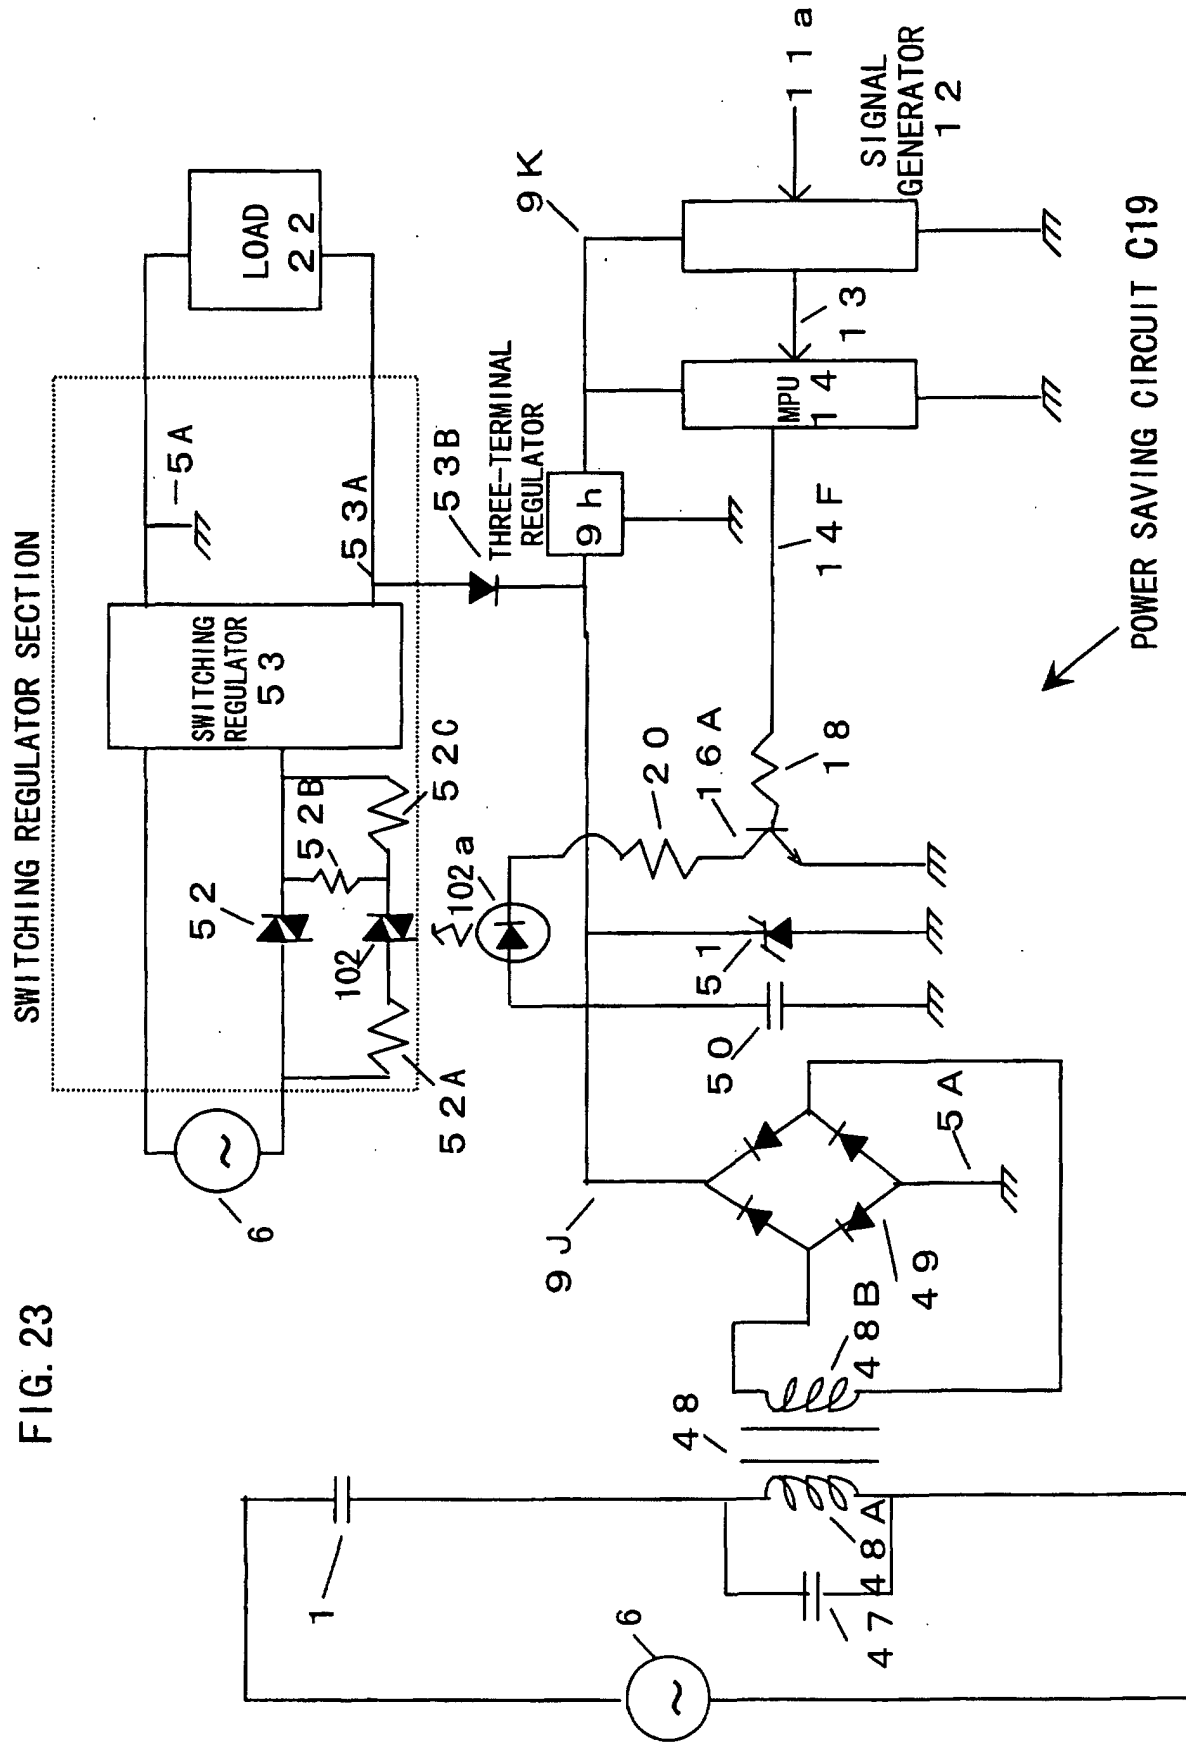 FIG. 23
SWITCHING REGULATOR SECTION
6
52
52A
102
52B
52C
SWITCHING
REGULATOR
53
5A
53A
LOAD
22
53B
THREE-TERMINAL
REGULATOR
9h
9K
9J
102a
20
16A
18
14F
MPU
14
13
11a
SIGNAL
GENERATOR
12
50
51
5A
49
48
48B
48A
47
1
6
POWER SAVING CIRCUIT C19